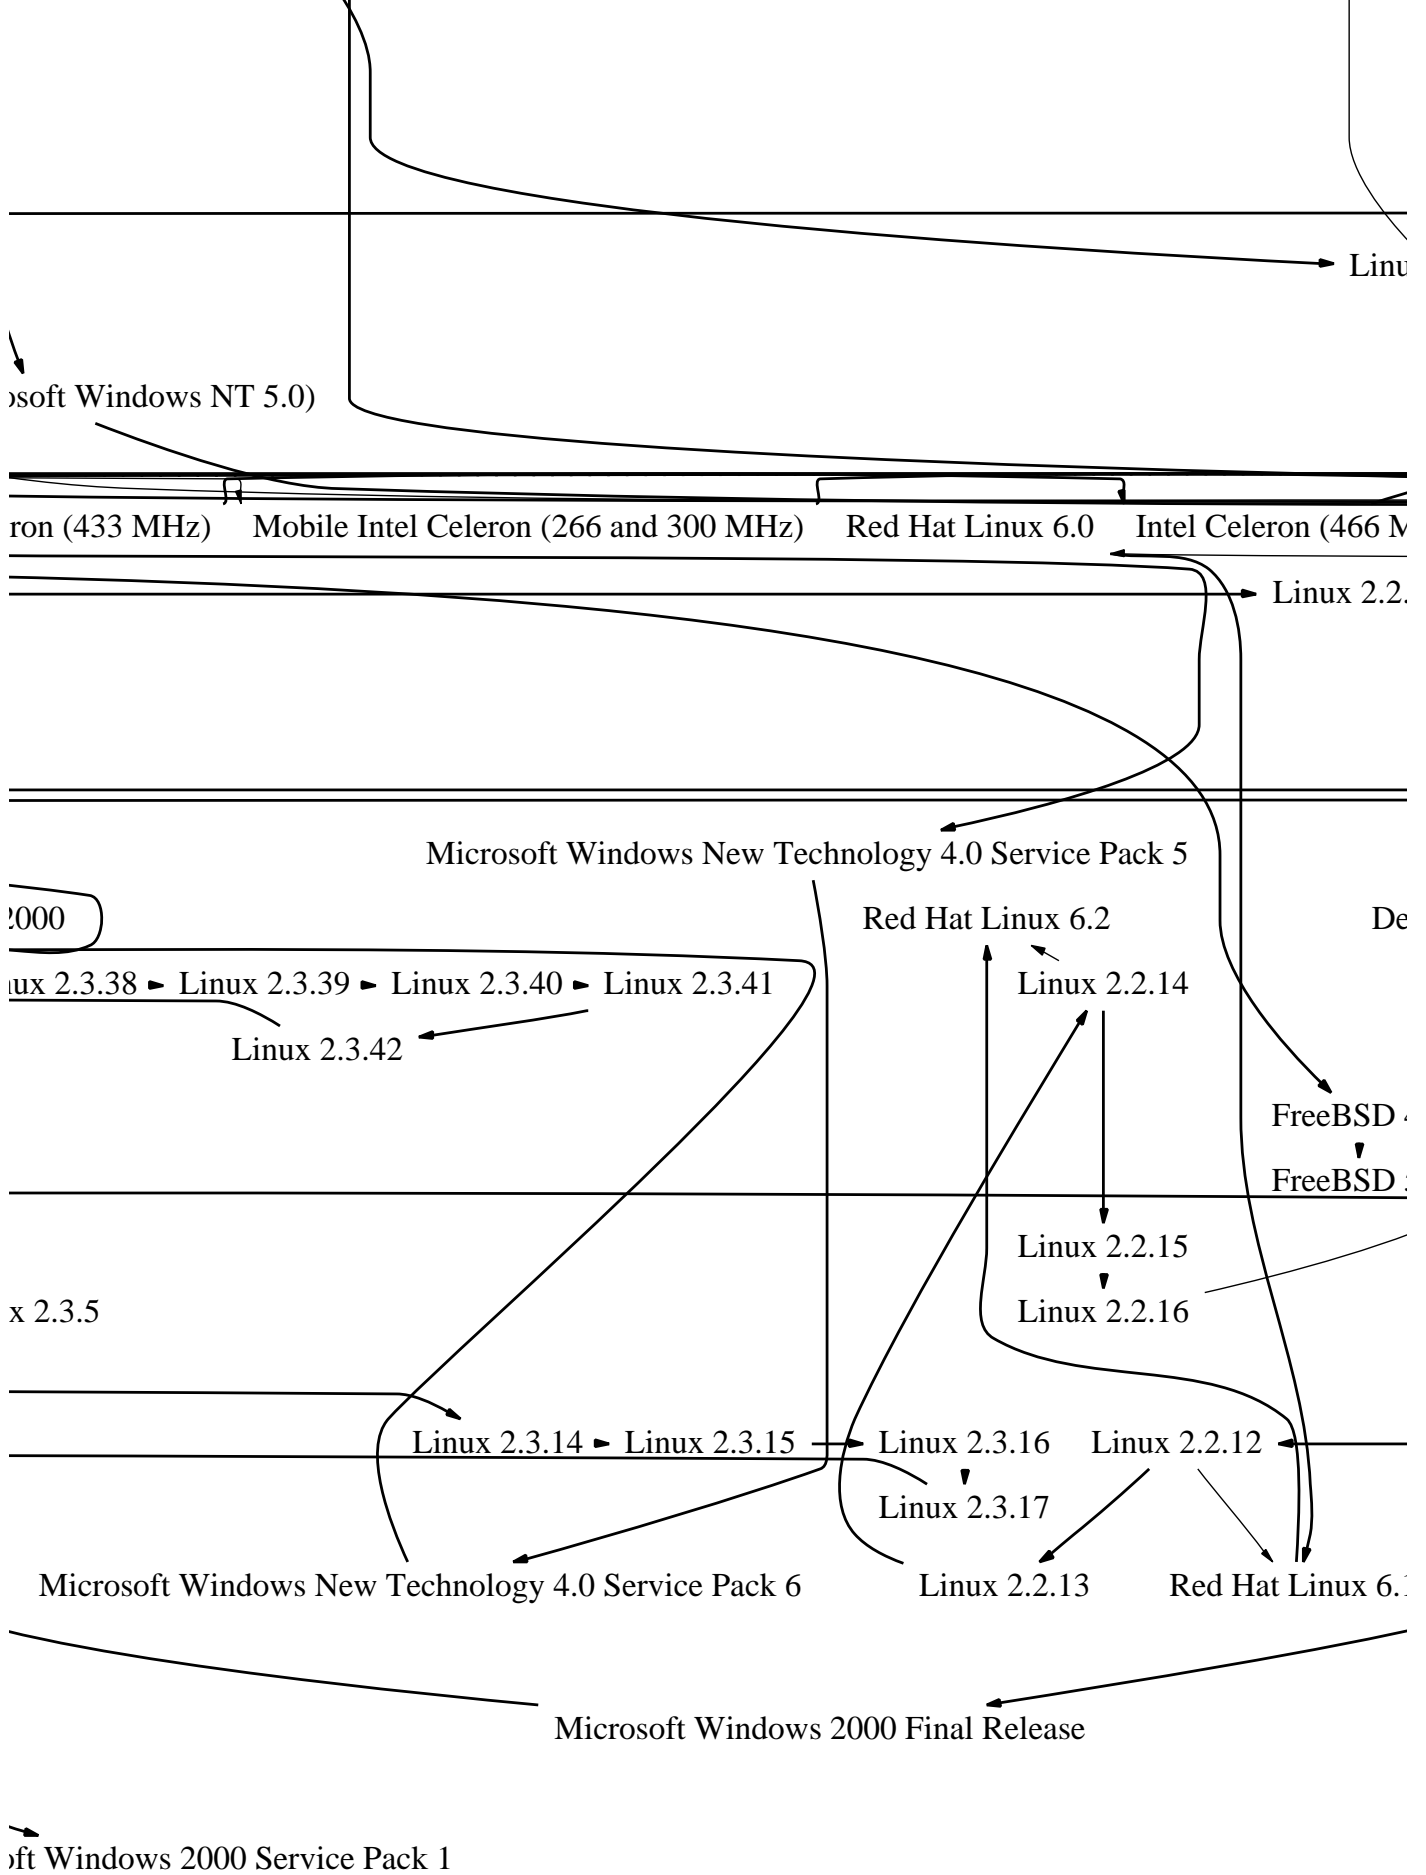 Linu
osoft Windows NT 5.0)
ron (433 MHz) Mobile Intel Celeron (266 and 300 MHz) Red Hat Linux 6.0 Intel Celeron (466 M
Linux 2.2.
Microsoft Windows New Technology 4.0 Service Pack 5
2000 Red Hat Linux 6.2 De
ux 2.3.38 Linux 2.3.39 Linux 2.3.40 Linux 2.3.41 Linux 2.2.14
Linux 2.3.42
FreeBSD 4
FreeBSD
Linux 2.2.15
x 2.3.5 Linux 2.2.16
Linux 2.3.14 Linux 2.3.15 Linux 2.3.16 Linux 2.2.12
Linux 2.3.17
Microsoft Windows New Technology 4.0 Service Pack 6 Linux 2.2.13 Red Hat Linux 6.1
Microsoft Windows 2000 Final Release
oft Windows 2000 Service Pack 1